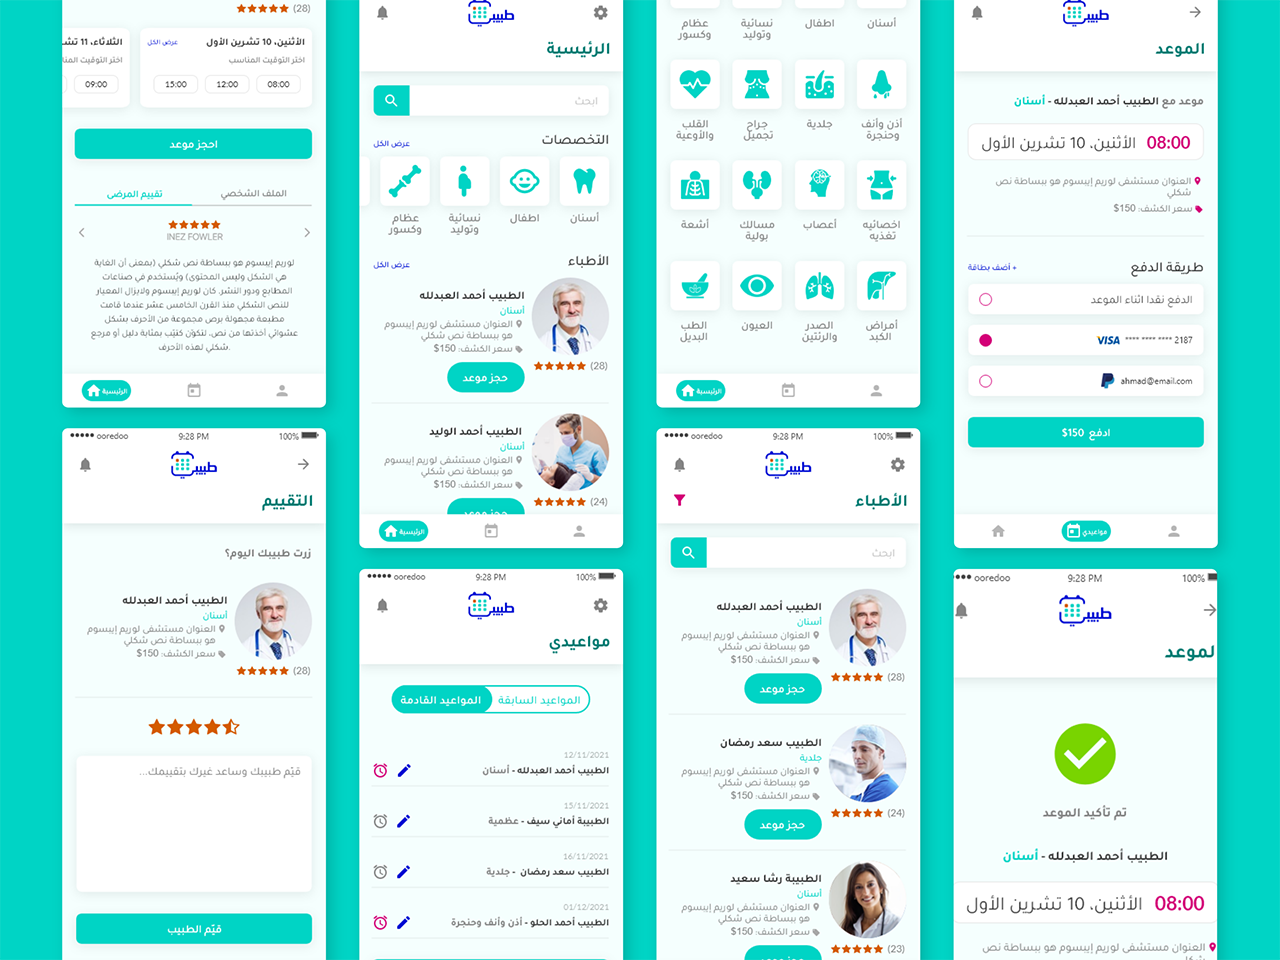 (28)
الأثنين، 10 تشرين الأول
عرض الكل
اختر التوقيت المناسب
08:00
12:00
15:00
الثلاثاء، 11
09:00
احجز موعد
الملف الشخصي
تقييم المرضى
INEZ FOWLER
لوريم إيبسوم هو ببساطة نص شكلي (بمعنى أن الغاية
هي الشكل وليس المحتوى) ويُستخدم في صناعات
المطابع ودور النشر. كان لوريم إيبسوم ولايزال المعيار
للنص الشكلي منذ القرن الخامس عشر عندما قامت
مطبعة مجهولة برص مجموعة من الأحرف بشكل
عشوائي أخذتها من نص، لتكوّن كتيّب بمثابة دليل أو مرجع
شكلي لهذه الأحرف.
الرئيسية
ooredoo
9:28 PM
100%
طبيب
التقييم
زرت طبيبك اليوم؟
الطبيب أحمد العبدلله
أسنان
العنوان مستشفى لوريم إيبسوم
هو ببساطة نص شكلي
سعر الكشف: 150$
(28)
قيّم طبيبك وساعد غيرك بتقييمك...
قيّم الطبيب
طبيب
الرئيسية
ابحث
التخصصات
عرض الكل
أسنان
اطفال
نسائية
وتوليد
عظام
وكسور
الأطباء
عرض الكل
الطبيب أحمد العبدلله
أسنان
العنوان مستشفى لوريم إيبسوم
هو ببساطة نص شكلي
سعر الكشف: 150$
(28)
حجز موعد
الطبيب أحمد الوليد
أسنان
العنوان مستشفى لوريم إيبسوم
هو ببساطة نص شكلي
سعر الكشف: 150$
(24)
حجز موعد
الرئيسية
ooredoo
9:28 PM
100%
طبيب
مواعيدي
المواعيد السابقة
المواعيد القادمة
12/11/2021
الطبيب أحمد العبدلله - أسنان
15/11/2021
الطبيبة أماني سيف - عظمية
16/11/2021
الطبيب سعد رمضان - جلدية
01/12/2021
الطبيب أحمد الحلو - أذن وأنف وحنجرة
أسنان
اطفال
نسائية
وتوليد
عظام
وكسور
أذن وأنف
وحنجرة
جلدية
جراح
تجميل
القلب
والأوعية
اخصائيه
تغذيه
أعصاب
مسالك
بولية
أشعة
أمراض
الكبد
الصدر
والرئتين
العيون
الطب
البديل
الرئيسية
ooredoo
9:28 PM
100%
طبيب
الأطباء
ابحث
الطبيب أحمد العبدلله
أسنان
العنوان مستشفى لوريم إيبسوم
هو ببساطة نص شكلي
سعر الكشف: 150$
(28)
حجز موعد
الطبيب سعد رمضان
جلدية
العنوان مستشفى لوريم إيبسوم
هو ببساطة نص شكلي
سعر الكشف: 150$
(24)
حجز موعد
الطبيبة رشا سعيد
أسنان
العنوان مستشفى لوريم إيبسوم
هو ببساطة نص شكلي
سعر الكشف: 150$
(23)
حجز موعد
طبيب
الموعد
موعد مع الطبيب أحمد العبدلله - أسنان
08:00 الأثنين، 10 تشرين الأول
العنوان مستشفى لوريم إيبسوم هو ببساطة نص
شكلي
سعر الكشف: 150$
طريقة الدفع
+ أضف بطاقة
الدفع نقدا اثناء الموعد
VISA **** **** **** 2187
ahmad@email.com
ادفع 150$
مواعيدي
ooredoo
9:28 PM
100%
طبيب
لموعد
تم تأكيد الموعد
الطبيب أحمد العبدلله - أسنان
08:00 الأثنين، 10 تشرين الأول
العنوان مستشفى لوريم إيبسوم هو ببساطة نص